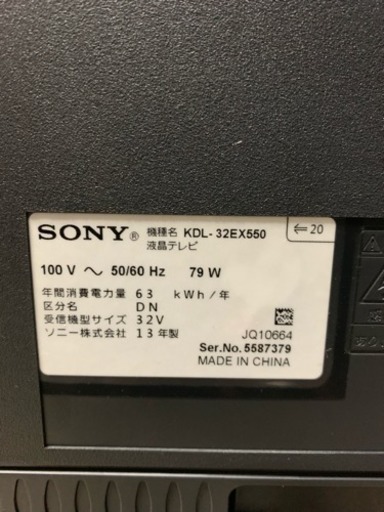 SONY® 機種名 KDL-32EX550
液晶テレビ
⇐20
100 V ～ 50/60 Hz 79 W
年間消費電力量 63 kWh/年
区分名 DN
受信機型サイズ 32V
ソニー株式会社 13年製
JQ10664
Ser.No. 5587379
MADE IN CHINA